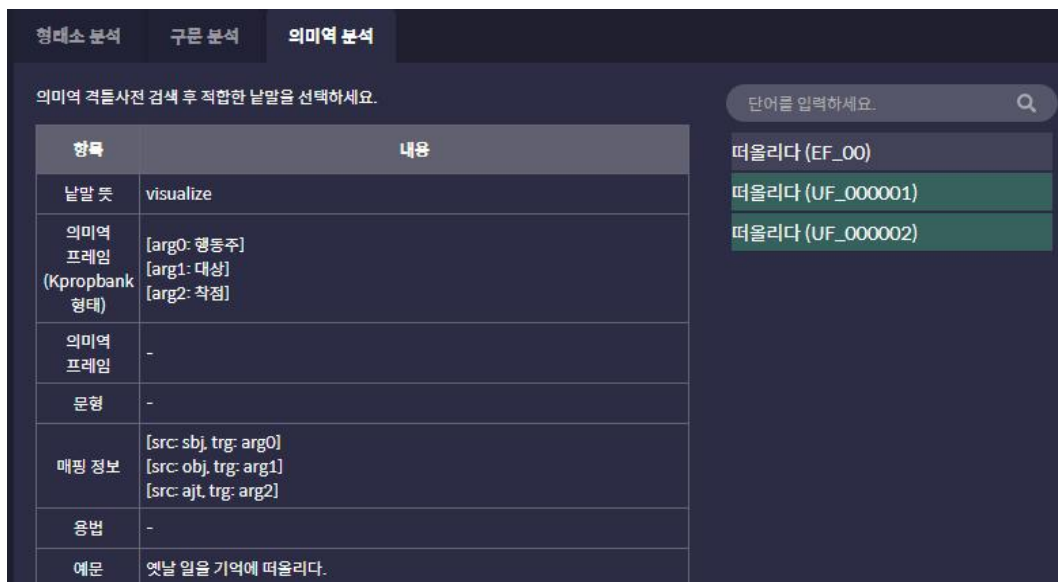 형태소 분석 구문 분석 의미역 분석
의미역 격틀사전 검색 후 적합한 낱말을 선택하세요.
단어를 입력하세요.
항목 내용
낱말 뜻 visualize
의미역
프레임
(Kpropbank
형태)
[arg0: 행동주]
[arg1: 대상]
[arg2: 착점]
의미역
프레임
-
문형 -
매핑 정보
[src: sbj, trg: arg0]
[src: obj, trg: arg1]
[src: ajt, trg: arg2]
용법 -
예문 옛날 일을 기억에 떠올리다.
떠올리다 (EF_00)
떠올리다 (UF_000001)
떠올리다 (UF_000002)